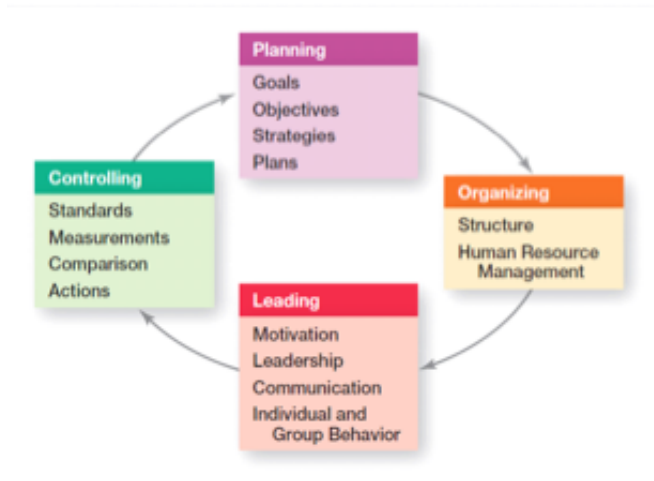 Planning
Goals
Objectives
Strategies
Plans
Organizing
Structure
Human Resource
Management
Leading
Motivation
Leadership
Communication
Individual and
Group Behavior
Controlling
Standards
Measurements
Comparison
Actions